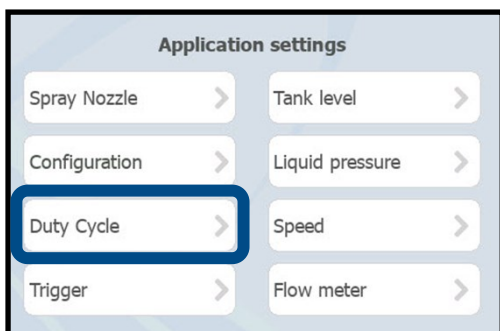 Application settings
Spray Nozzle
Tank level
Configuration
Liquid pressure
Duty Cycle
Speed
Trigger
Flow meter